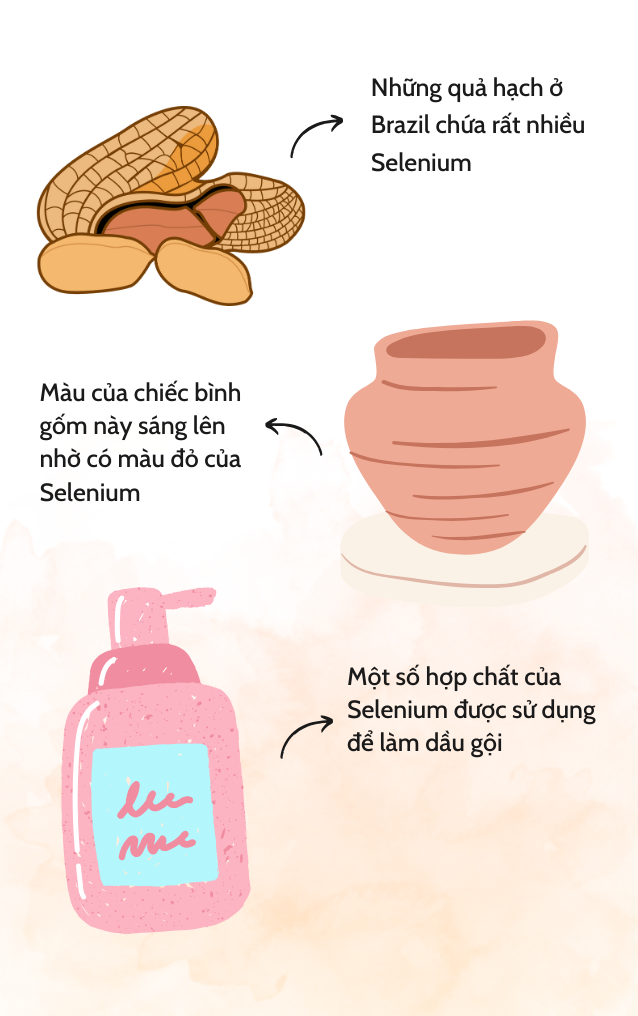 Những quả hạch ở
Brazil chứa rất nhiều
Selenium
Màu của chiếc bình
gốm này sáng lên
nhờ có màu đỏ của
Selenium
Một số hợp chất của
Selenium được sử dụng
để làm dầu gội